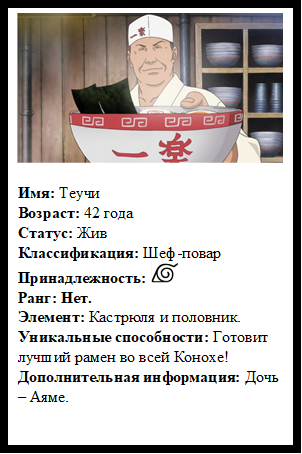 一楽
一楽
Имя: Теучи
Возраст: 42 года
Статус: Жив
Классификация: Шеф-повар
Принадлежность:
Ранг: Нет.
Элемент: Кастрюля и половник.
Уникальные способности: Готовит
лучший рамен во всей Конохе!
Дополнительная информация: Дочь
– Аяме.